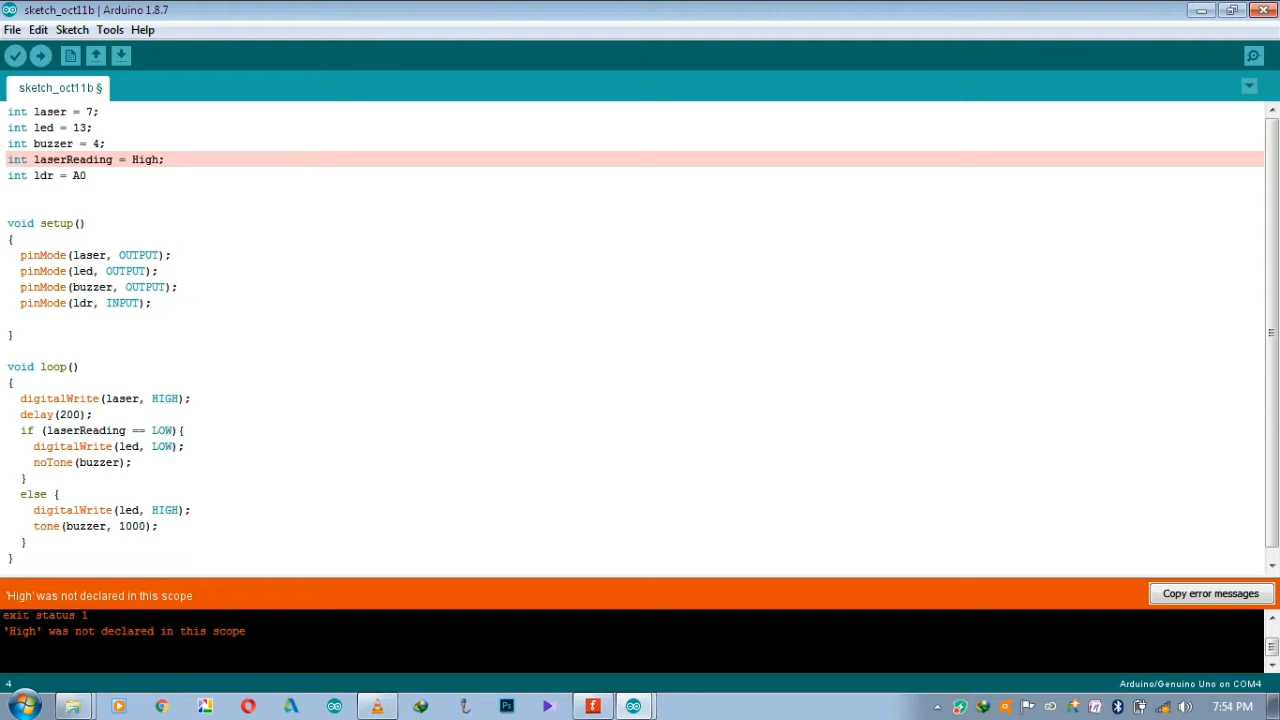 sketch_oct11b | Arduino 1.8.7
File Edit Sketch Tools Help
sketch_oct11b §
int laser = 7;
int led = 13;
int buzzer = 4;
int laserReading = High;
int ldr = A0
void setup()
{
pinMode(laser, OUTPUT);
pinMode(led, OUTPUT);
pinMode(buzzer, OUTPUT);
pinMode(ldr, INPUT);
}
void loop()
{
digitalWrite(laser, HIGH);
delay(200);
if (laserReading == LOW){
digitalWrite(led, LOW);
noTone(buzzer);
}
else {
digitalWrite(led, HIGH);
tone(buzzer, 1000);
}
}
'High' was not declared in this scope
Copy error messages
exit status 1
'High' was not declared in this scope
4
Arduino/Genuino Uno on COM4
Ps
f
7:54 PM